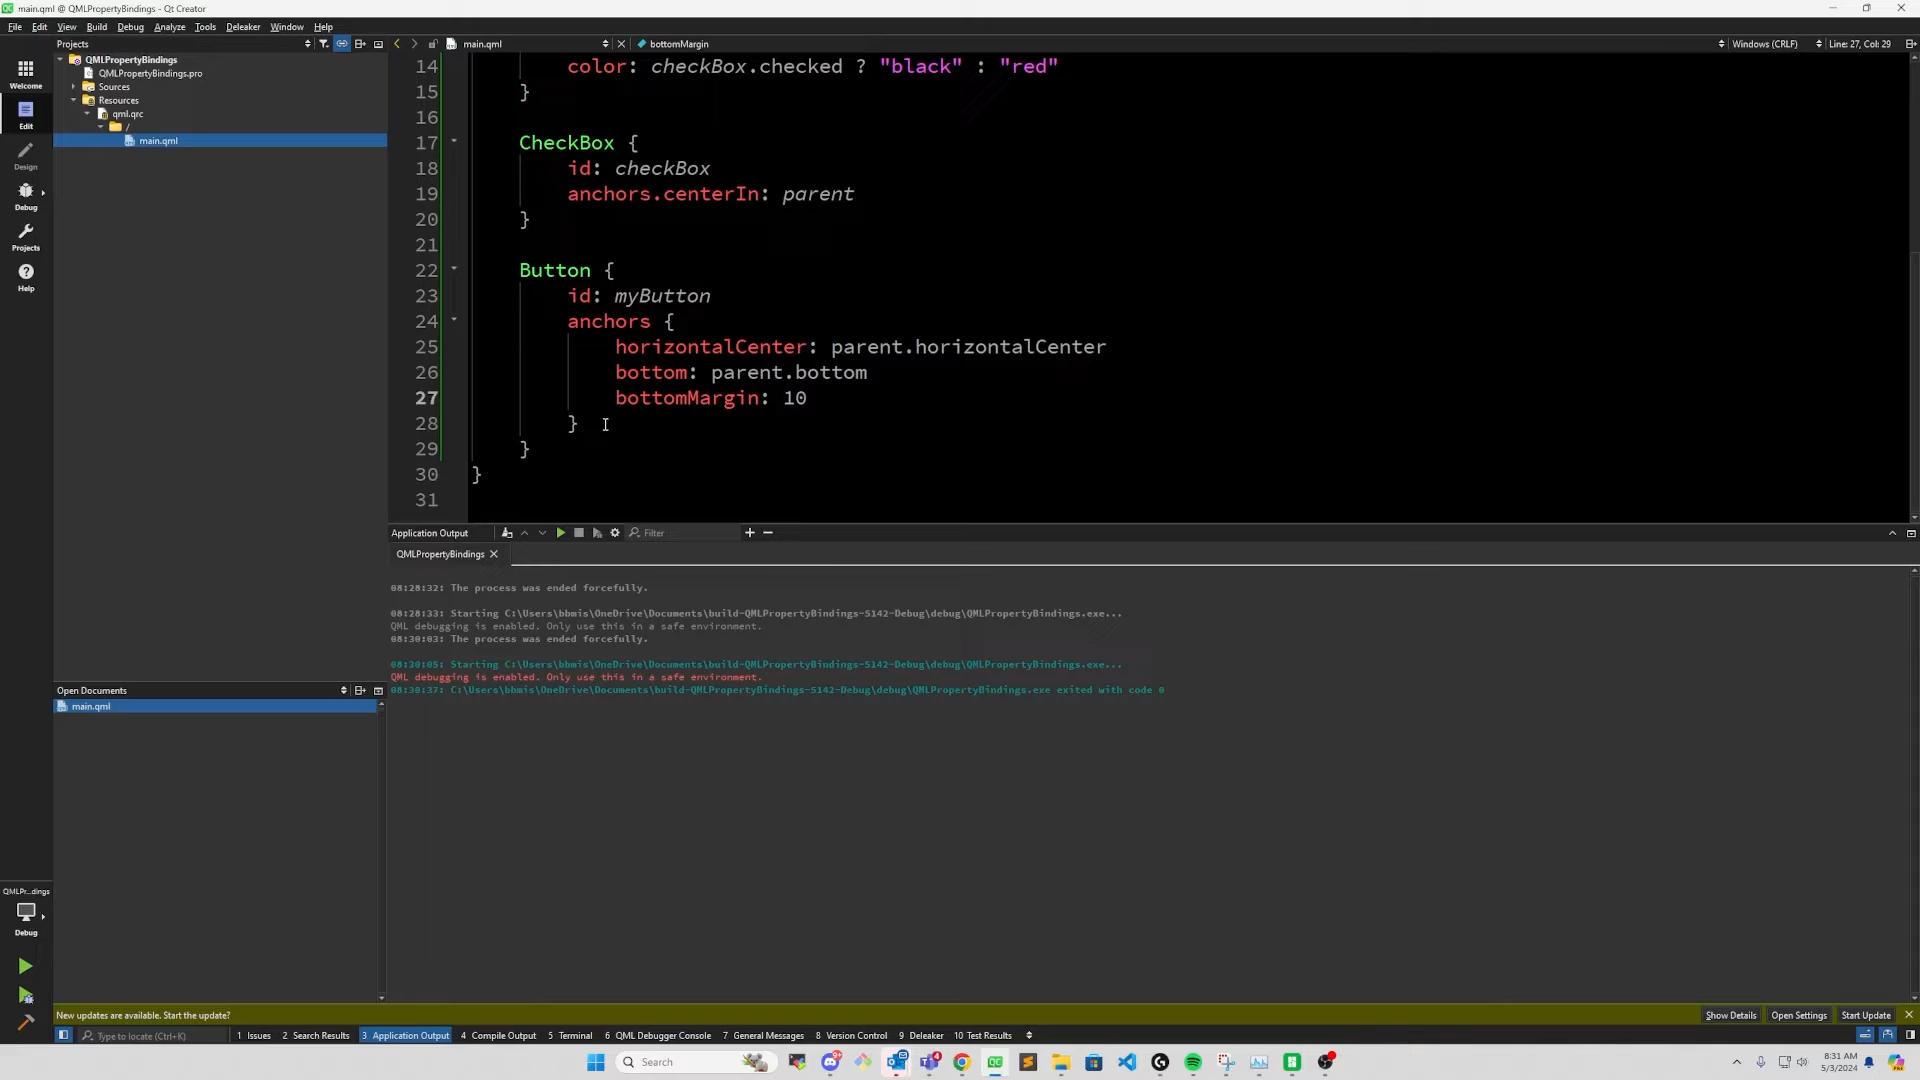 main.qml @ QMLPropertyBindings - Qt Creator
File Edit View Build Debug Analyze Tools Deleaker Window Help
Projects
main.qml
bottomMargin
Windows (CRLF)
Line: 27, Col: 29
Welcome
Edit
Design
Debug
Projects
Help
QMLPropertyBindings
QMLPropertyBindings.pro
Sources
Resources
qml.qrc
/
main.qml
14 color: checkBox.checked ? "black" : "red"
15 }
16
17 CheckBox {
18 id: checkBox
19 anchors.centerIn: parent
20 }
21
22 Button {
23 id: myButton
24 anchors {
25 horizontalCenter: parent.horizontalCenter
26 bottom: parent.bottom
27 bottomMargin: 10
28 }
29 }
30 }
31
Application Output
Filter
QMLPropertyBindings
08:28:32: The process was ended forcefully.
08:28:33: Starting C:\Users\bbmis\OneDrive\Documents\build-QMLPropertyBindings-5142-Debug\debug\QMLPropertyBindings.exe...
QML debugging is enabled. Only use this in a safe environment.
08:30:03: The process was ended forcefully.
08:30:05: Starting C:\Users\bbmis\OneDrive\Documents\build-QMLPropertyBindings-5142-Debug\debug\QMLPropertyBindings.exe...
QML debugging is enabled. Only use this in a safe environment.
08:30:37: C:\Users\bbmis\OneDrive\Documents\build-QMLPropertyBindings-5142-Debug\debug\QMLPropertyBindings.exe exited with code 0
Open Documents
main.qml
QMLPr...dings
Debug
New updates are available. Start the update?
Show Details
Open Settings
Start Update
Type to locate (Ctrl+K)
1 Issues
2 Search Results
3 Application Output
4 Compile Output
5 Terminal
6 QML Debugger Console
7 General Messages
8 Version Control
9 Deleaker
10 Test Results
Search
8:31 AM
5/3/2024